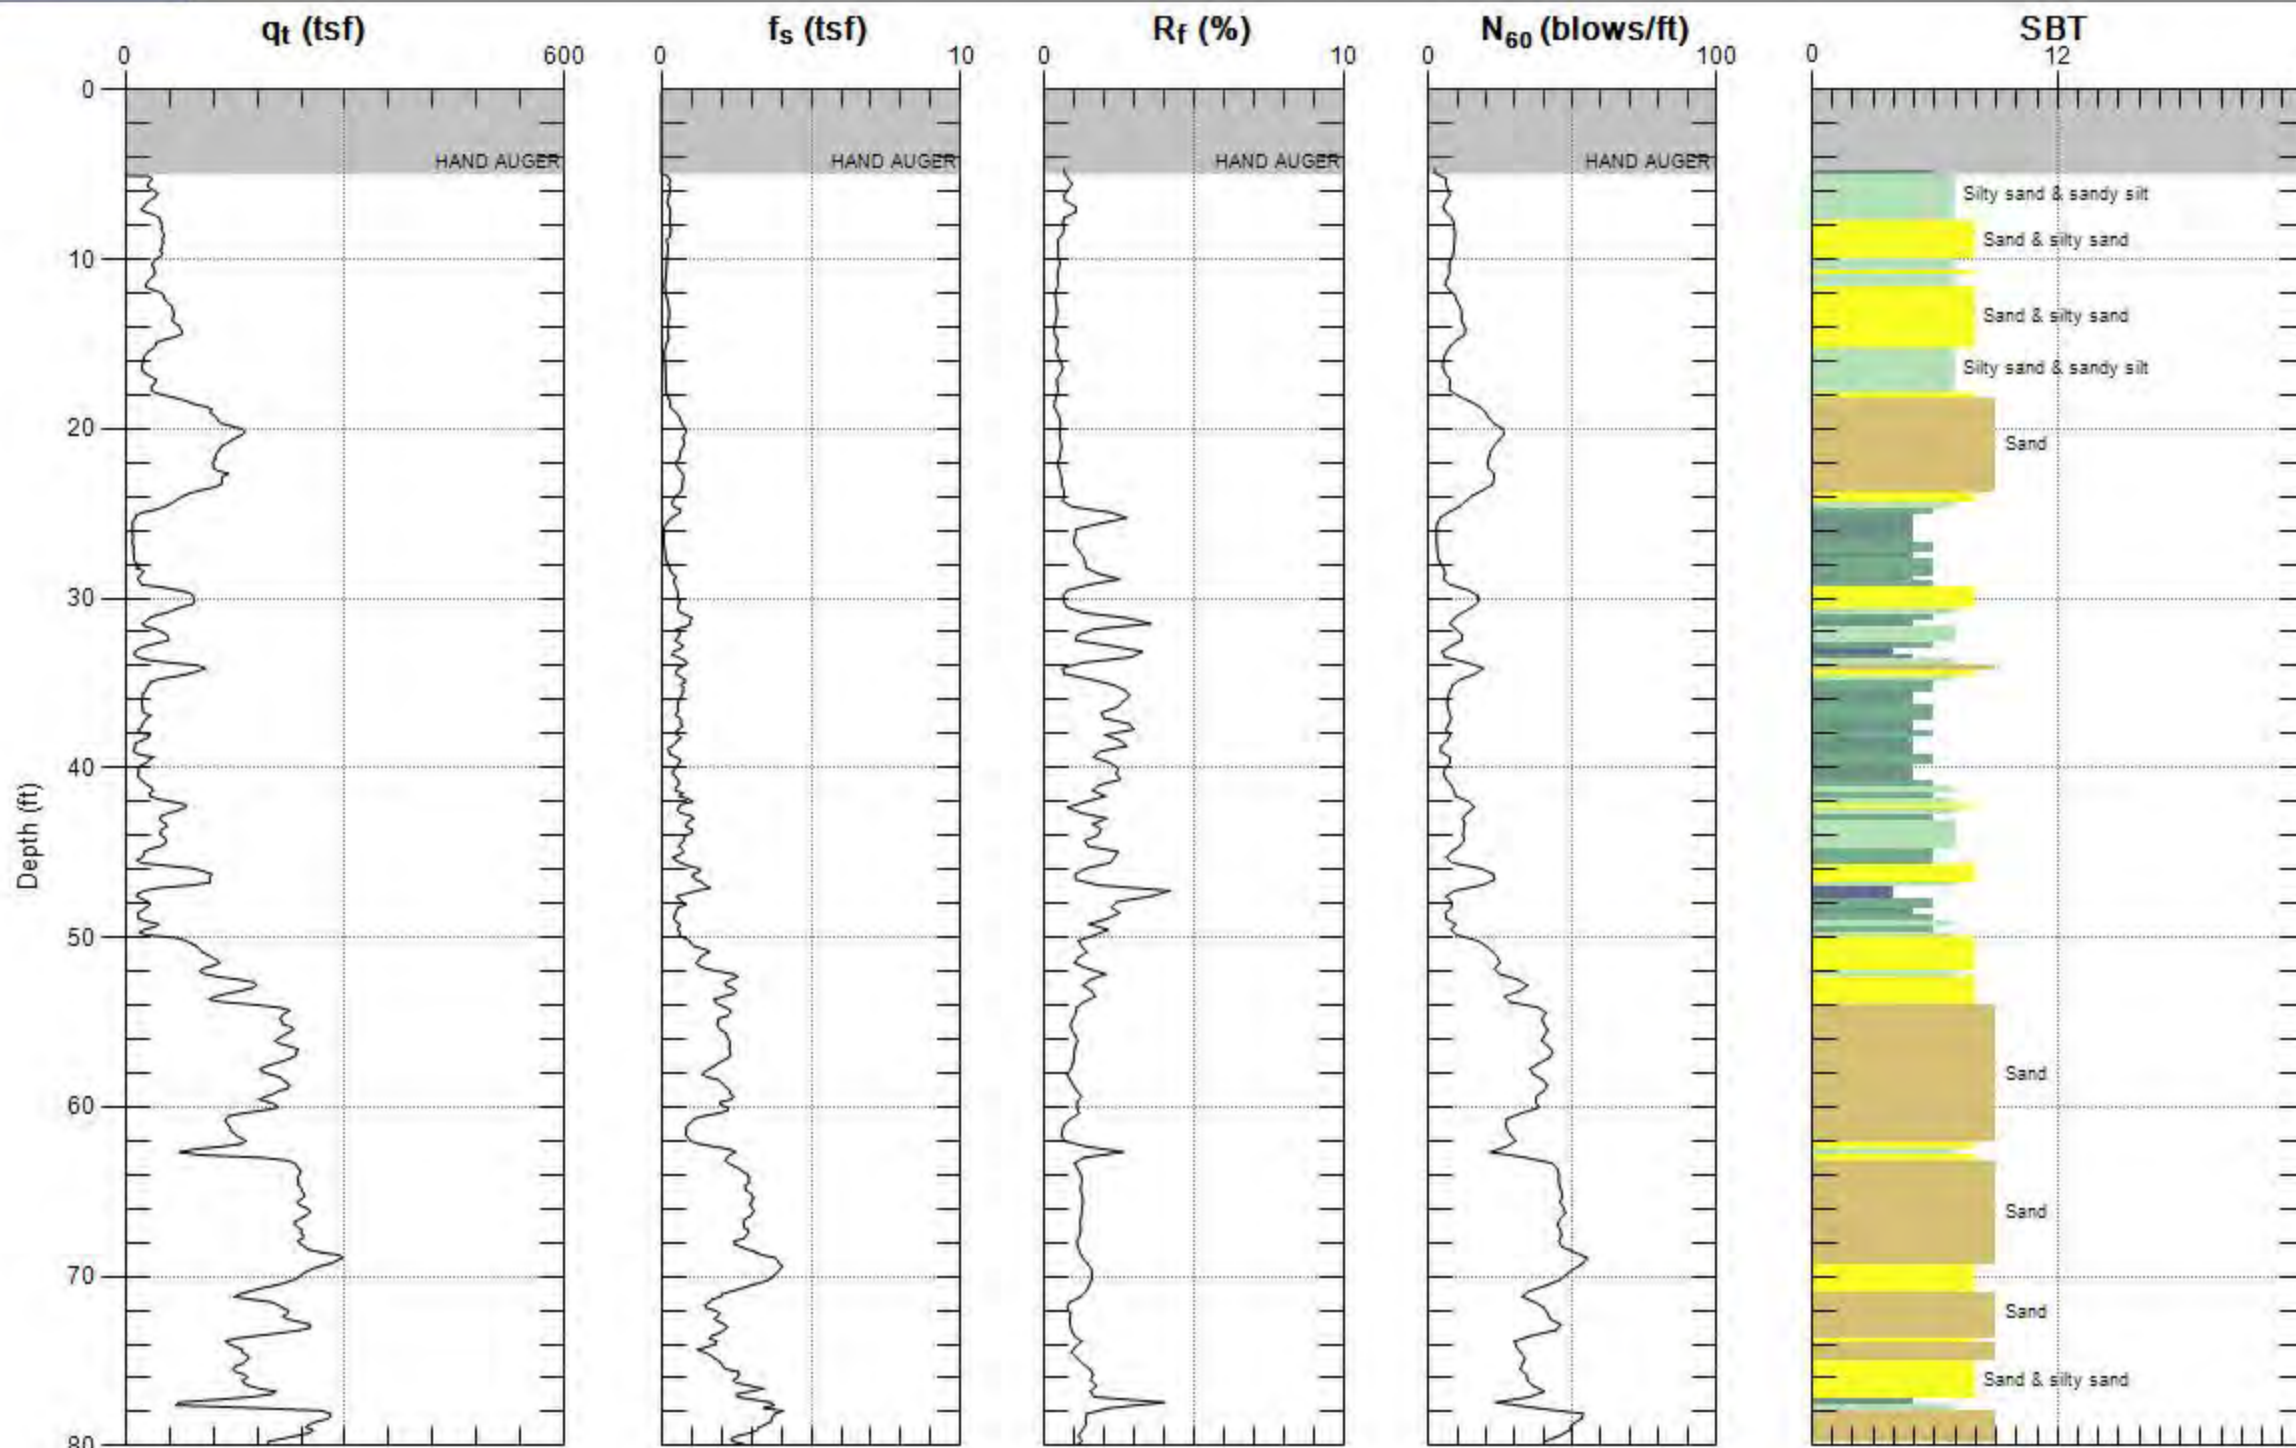 qt (tsf) fs (tsf) Rf (%) N60 (blows/ft) SBT
0 600 0 10 0 10 0 100 0 12
0
HAND AUGER HAND AUGER HAND AUGER HAND AUGER
Silty sand & sandy silt
Sand & silty sand
10
Sand & silty sand
Silty sand & sandy silt
20
Sand
30
40
Depth (ft)
50
Sand
60
Sand
70
Sand
Sand & silty sand
80